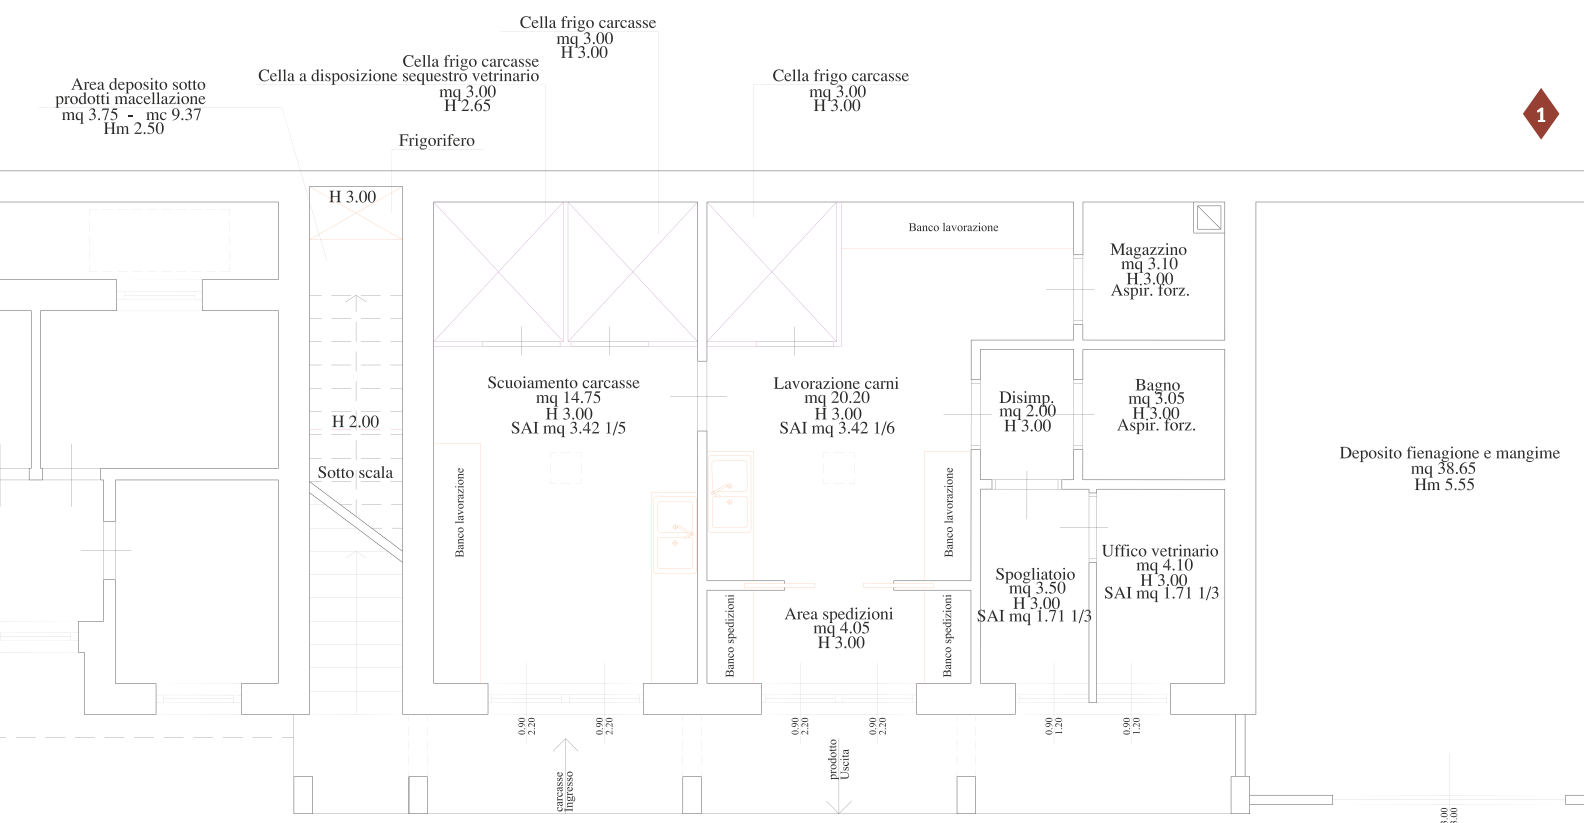 Cella frigo carcasse
mq 3.00
H 3.00
Cella frigo carcasse
Cella a disposizione sequestro vetrinario
mq 3.00
H 2.65
Cella frigo carcasse
mq 3.00
H 3.00
Area deposito sotto
prodotti macellazione
mq 3.75 - mc 9.37
Hm 2.50
1
Frigorifero
H 3.00
Banco lavorazione
Magazzino
mq 3.10
H 3.00
Aspir. forz.
Scuoiamento carcasse
mq 14.75
H 3.00
SAI mq 3.42 1/5
Lavorazione carni
mq 20.20
H 3.00
SAI mq 3.42 1/6
Disimp.
mq 2.00
H 3.00
Bagno
mq 3.05
H 3.00
Aspir. forz.
H 2.00
Sotto scala
Deposito fienagione e mangime
mq 38.65
Hm 5.55
Banco lavorazione
Banco lavorazione
Uffico vetrinario
mq 4.10
H 3.00
SAI mq 1.71 1/3
Spogliatoio
mq 3.50
H 3.00
SAI mq 1.71 1/3
Banco spedizioni
Area spedizioni
mq 4.05
H 3.00
Banco spedizioni
0.90
2.20
0.90
2.20
0.90
2.20
0.90
2.20
0.90
1.20
0.90
1.20
carcasse
Ingresso
prodotto
Uscita